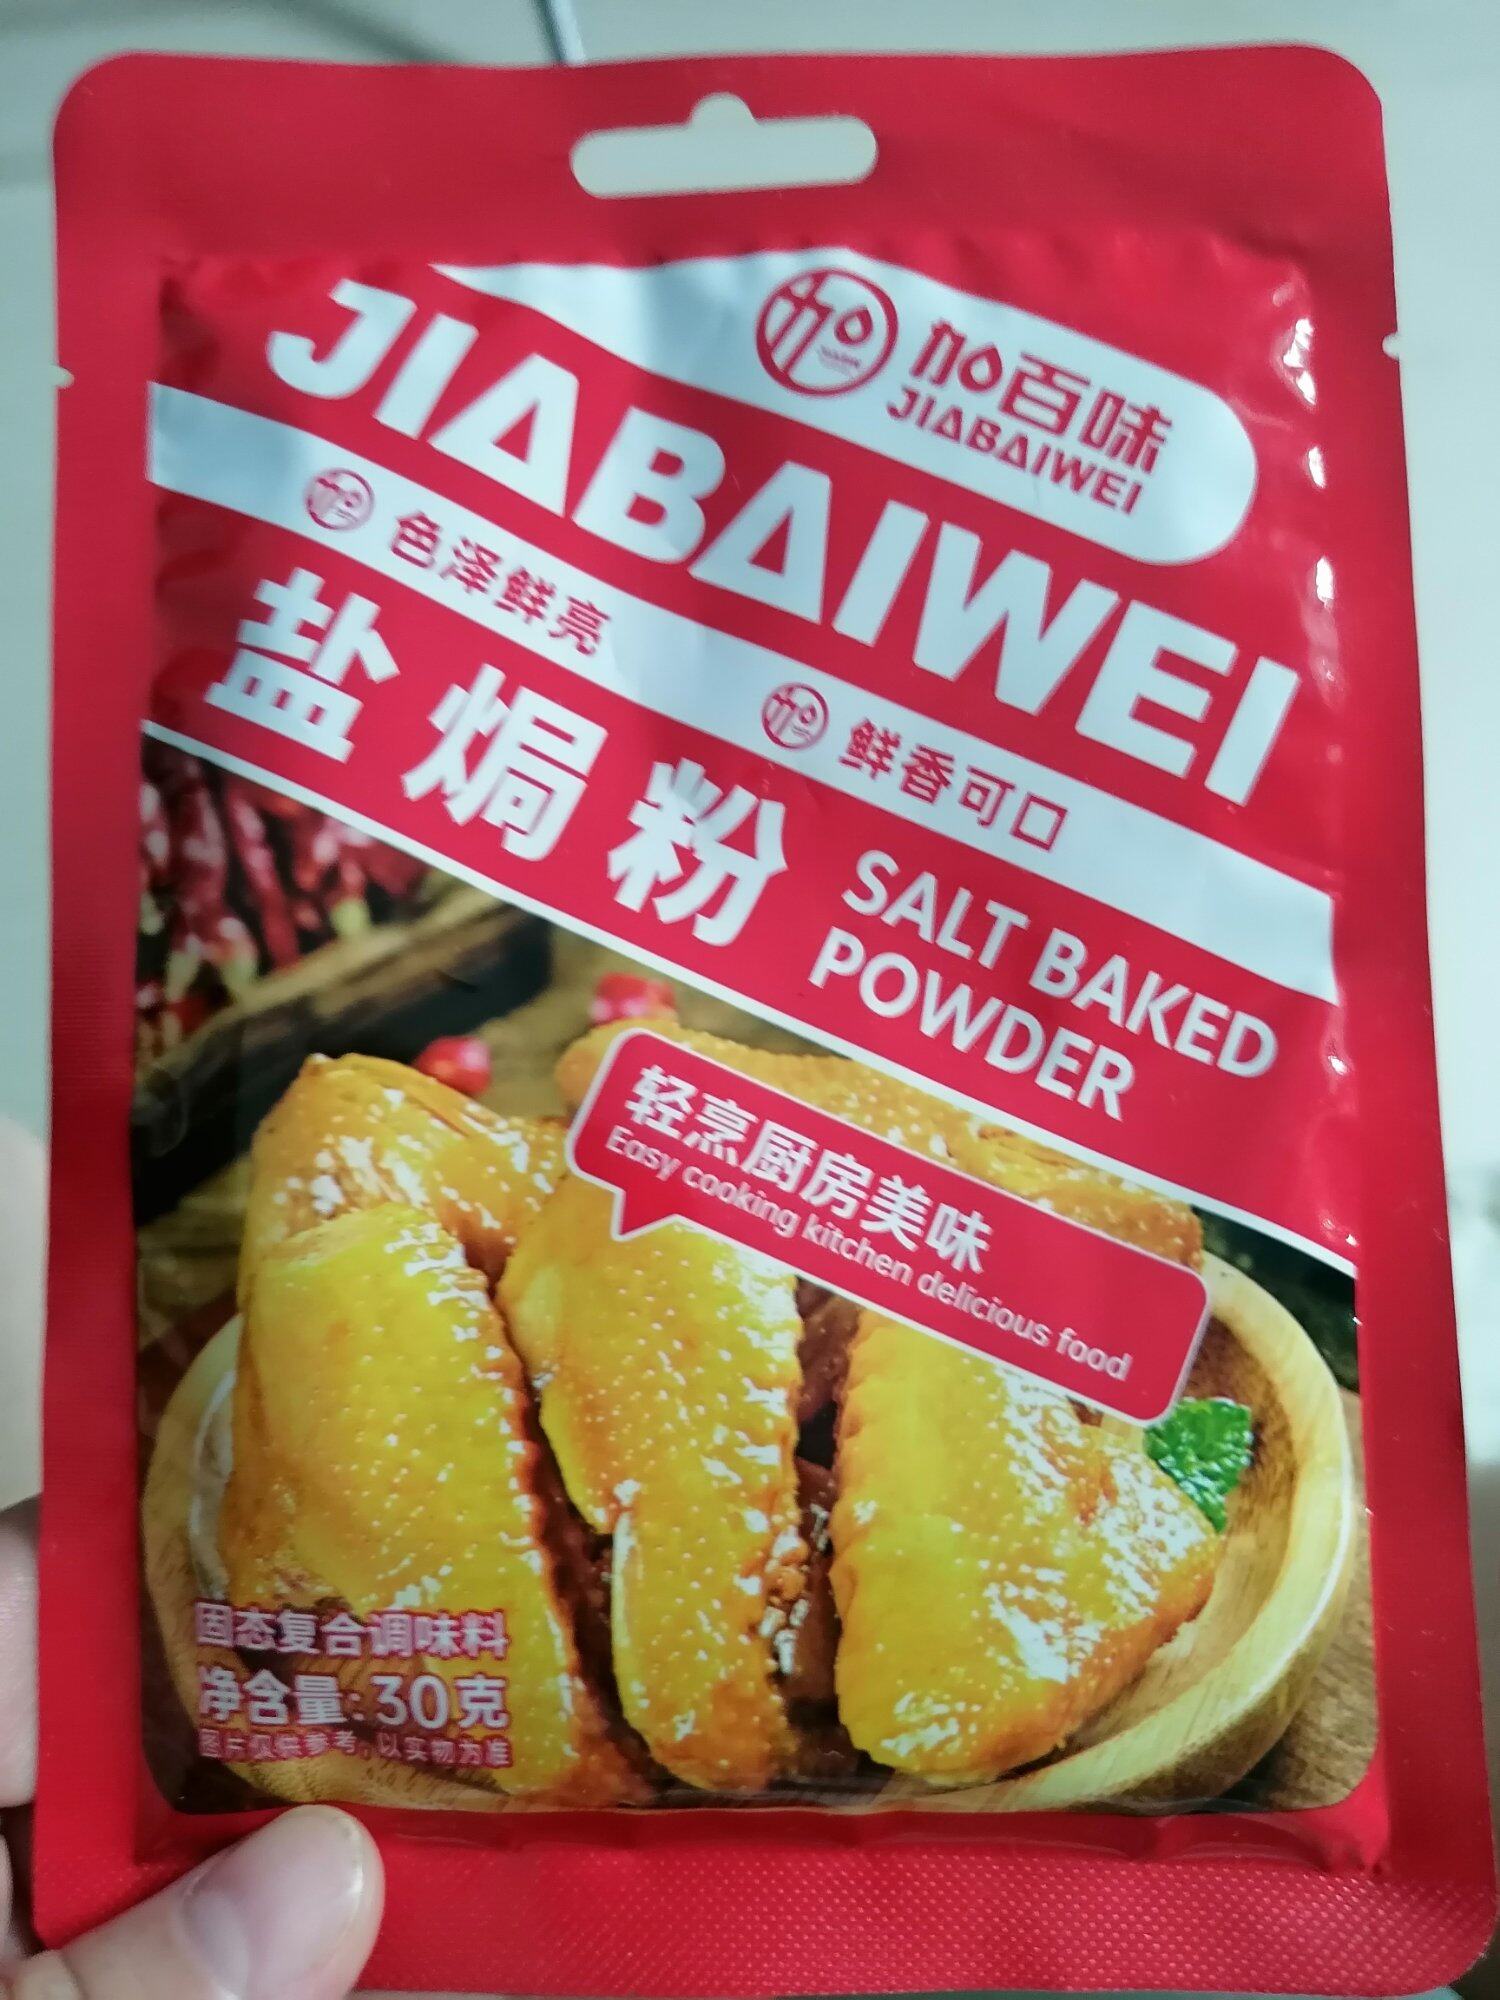 加百味
JIABAIWEI
JIABAIWEI
色泽鲜亮
鲜香可口
盐焗粉
SALT BAKED
POWDER
轻烹厨房美味
Easy cooking kitchen delicious food
固态复合调味料
净含量:30克
图片仅供参考,以实物为准